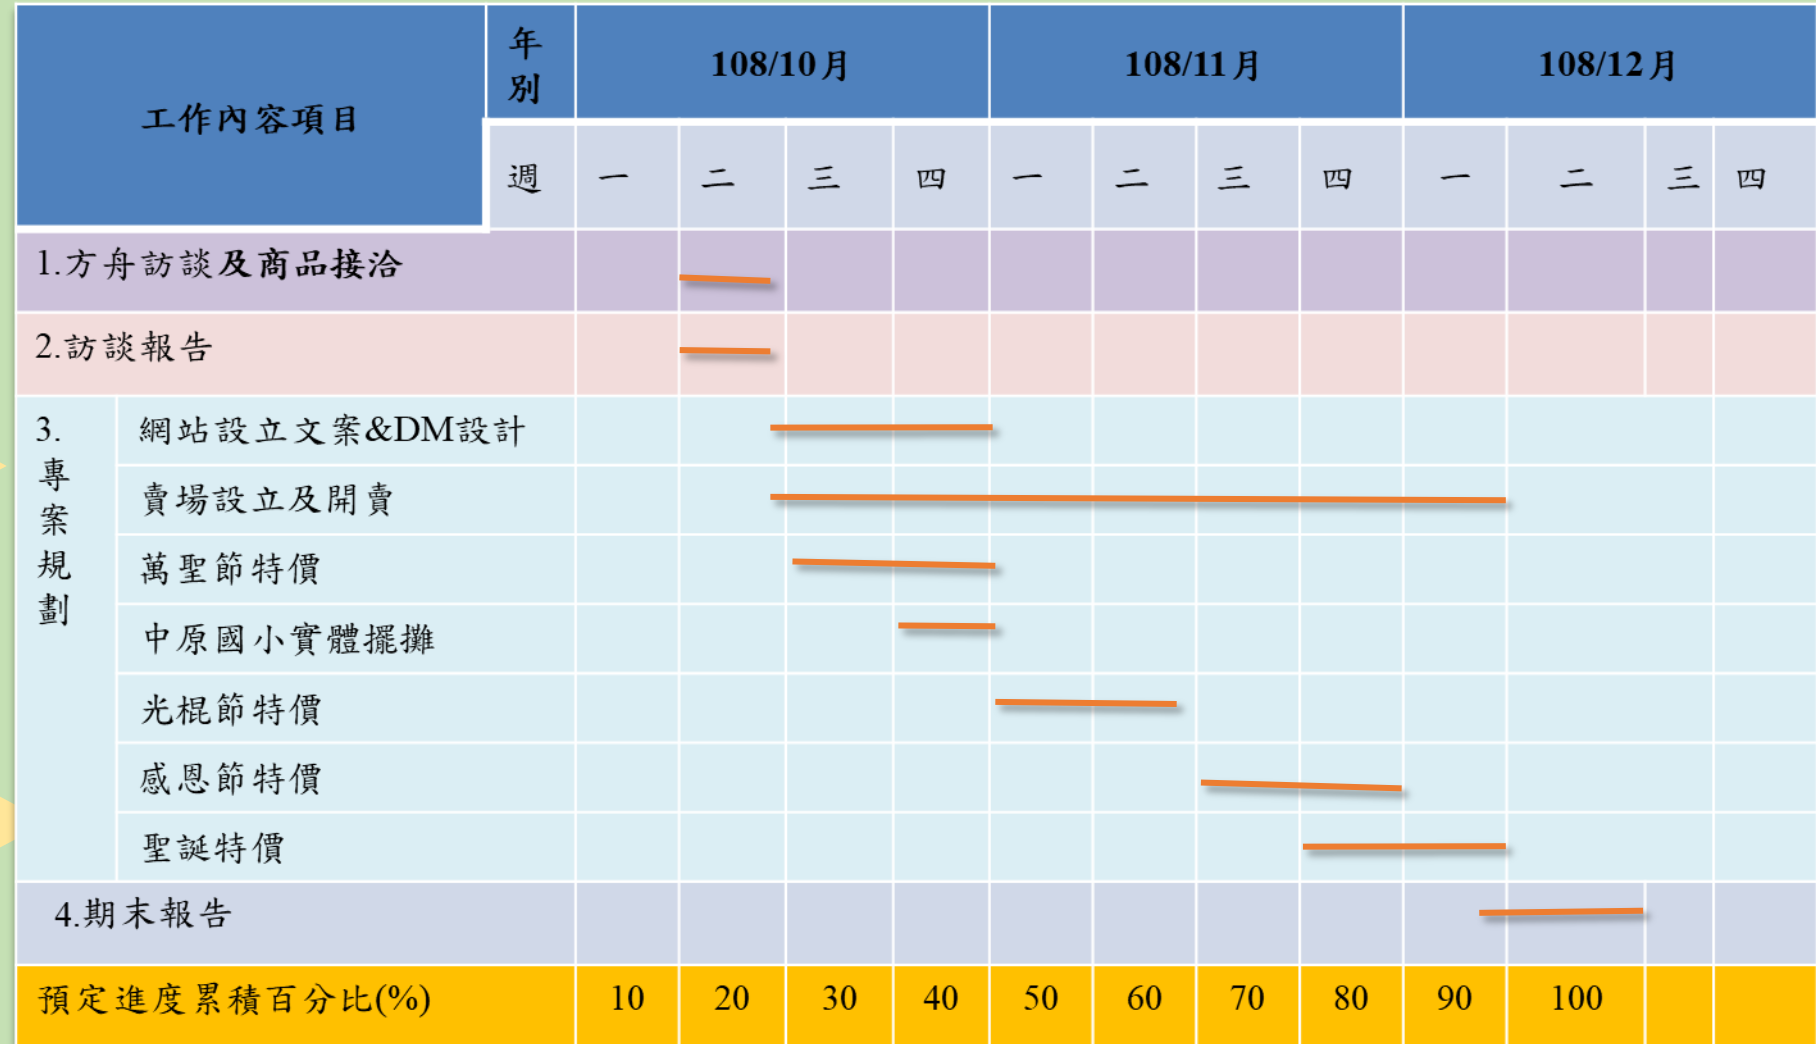 工作內容項目 年別 108/10月 108/11月 108/12月
週 一 二 三 四 一 二 三 四 一 二 三 四
1.方舟訪談及商品接洽
2.訪談報告
3.專案規劃
網站設立文案&DM設計
賣場設立及開賣
萬聖節特價
中原國小實體擺攤
光棍節特價
感恩節特價
聖誕特價
4.期末報告
預定進度累積百分比(%) 10 20 30 40 50 60 70 80 90 100